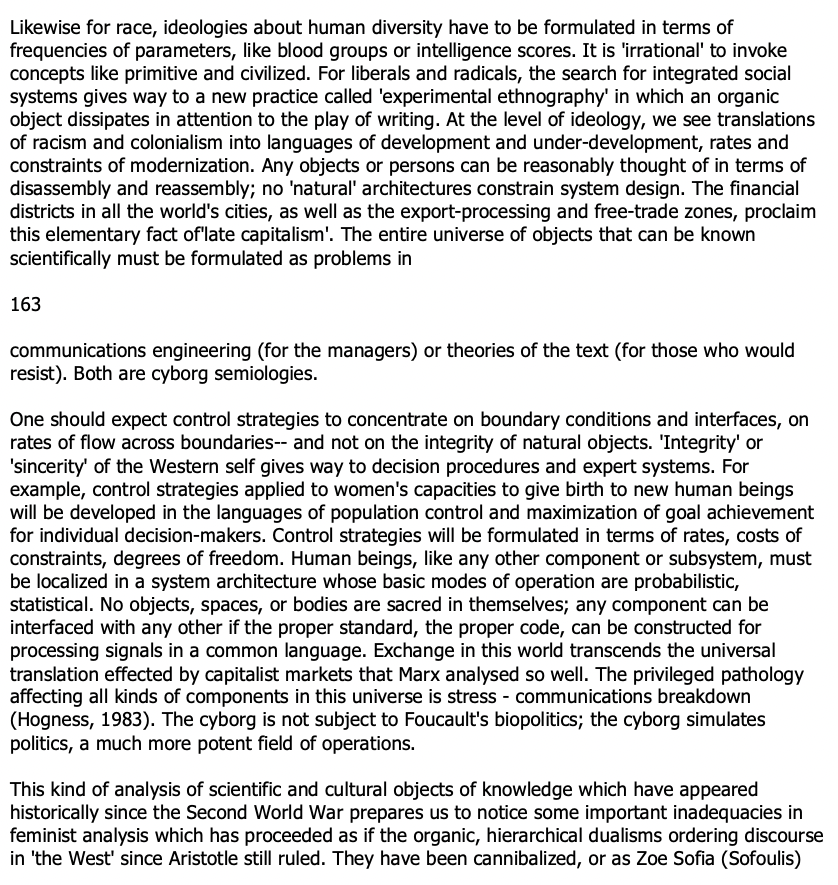 Likewise for race, ideologies about human diversity have to be formulated in terms of
frequencies of parameters, like blood groups or intelligence scores. It is 'irrational' to invoke
concepts like primitive and civilized. For liberals and radicals, the search for integrated social
systems gives way to a new practice called 'experimental ethnography' in which an organic
object dissipates in attention to the play of writing. At the level of ideology, we see translations
of racism and colonialism into languages of development and under-development, rates and
constraints of modernization. Any objects or persons can be reasonably thought of in terms of
disassembly and reassembly; no 'natural' architectures constrain system design. The financial
districts in all the world's cities, as well as the export-processing and free-trade zones, proclaim
this elementary fact of'late capitalism'. The entire universe of objects that can be known
scientifically must be formulated as problems in
163
communications engineering (for the managers) or theories of the text (for those who would
resist). Both are cyborg semiologies.
One should expect control strategies to concentrate on boundary conditions and interfaces, on
rates of flow across boundaries-- and not on the integrity of natural objects. 'Integrity' or
'sincerity' of the Western self gives way to decision procedures and expert systems. For
example, control strategies applied to women's capacities to give birth to new human beings
will be developed in the languages of population control and maximization of goal achievement
for individual decision-makers. Control strategies will be formulated in terms of rates, costs of
constraints, degrees of freedom. Human beings, like any other component or subsystem, must
be localized in a system architecture whose basic modes of operation are probabilistic,
statistical. No objects, spaces, or bodies are sacred in themselves; any component can be
interfaced with any other if the proper standard, the proper code, can be constructed for
processing signals in a common language. Exchange in this world transcends the universal
translation effected by capitalist markets that Marx analysed so well. The privileged pathology
affecting all kinds of components in this universe is stress - communications breakdown
(Hogness, 1983). The cyborg is not subject to Foucault's biopolitics; the cyborg simulates
politics, a much more potent field of operations.
This kind of analysis of scientific and cultural objects of knowledge which have appeared
historically since the Second World War prepares us to notice some important inadequacies in
feminist analysis which has proceeded as if the organic, hierarchical dualisms ordering discourse
in 'the West' since Aristotle still ruled. They have been cannibalized, or as Zoe Sofia (Sofoulis)